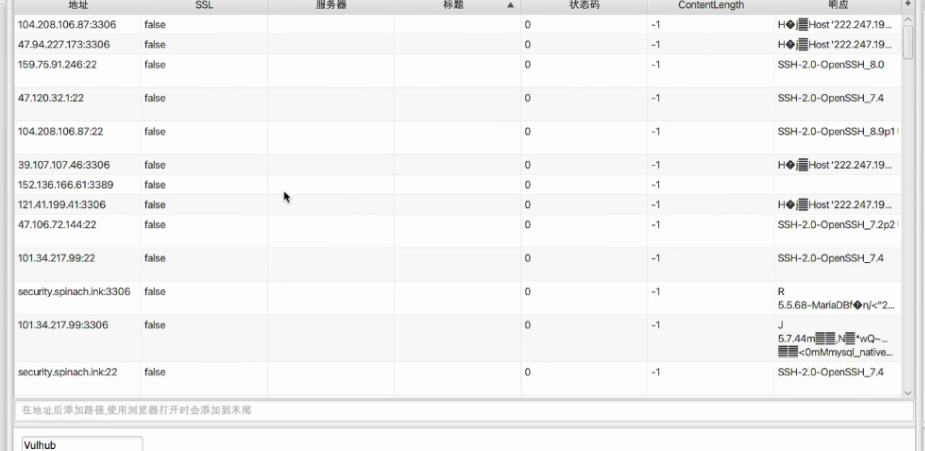 地址 SSL 服务器 标题 状态码 ContentLength 响应
104.208.106.87:3306 false 0 -1 Host '222.247.19...
47.94.227.173:3306 false 0 -1 Host '222.247.19...
159.75.91.246:22 false 0 -1 SSH-2.0-OpenSSH_8.0
47.120.32.1:22 false 0 -1 SSH-2.0-OpenSSH_7.4
104.208.106.87:22 false 0 -1 SSH-2.0-OpenSSH_8.9p1
39.107.107.46:3306 false 0 -1 Host '222.247.19...
152.136.166.61:3389 false 0 -1
121.41.199.41:3306 false 0 -1 Host '222.247.19...
47.106.72.144:22 false 0 -1 SSH-2.0-OpenSSH_7.2p2
101.34.217.99:22 false 0 -1 SSH-2.0-OpenSSH_7.4
security.spinach.ink:3306 false 0 -1 R
5.5.68-MariaDBf�n/<"2...
101.34.217.99:3306 false 0 -1 J
5.7.44m
<0mMmysql_native...
security.spinach.ink:22 false 0 -1 SSH-2.0-OpenSSH_7.4
在地址后添加路径,使用浏览器打开时会添加到末尾
Vulhub